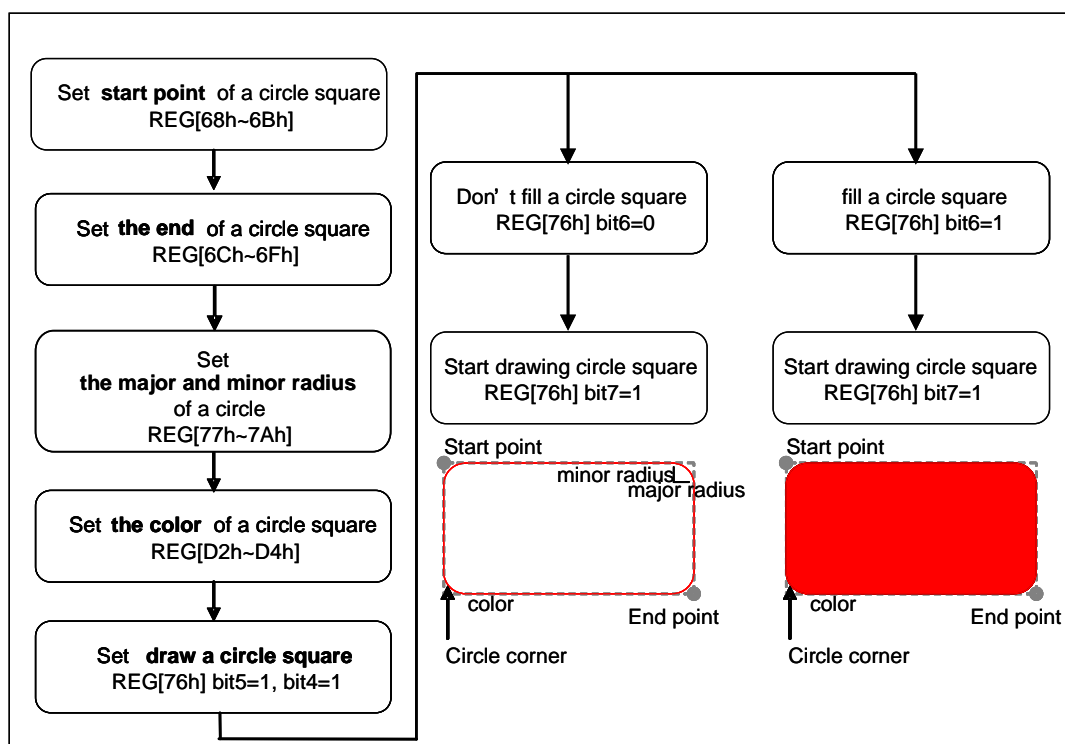 Set start point of a circle square
REG[68h~6Bh]
Set the end of a circle square
REG[6Ch~6Fh]
Set
the major and minor radius
of a circle
REG[77h~7Ah]
Set the color of a circle square
REG[D2h~D4h]
Set draw a circle square
REG[76h] bit5=1, bit4=1
Don' t fill a circle square
REG[76h] bit6=0
Start drawing circle square
REG[76h] bit7=1
Start point
minor radius
major radius
color
End point
Circle corner
fill a circle square
REG[76h] bit6=1
Start drawing circle square
REG[76h] bit7=1
Start point
color
End point
Circle corner